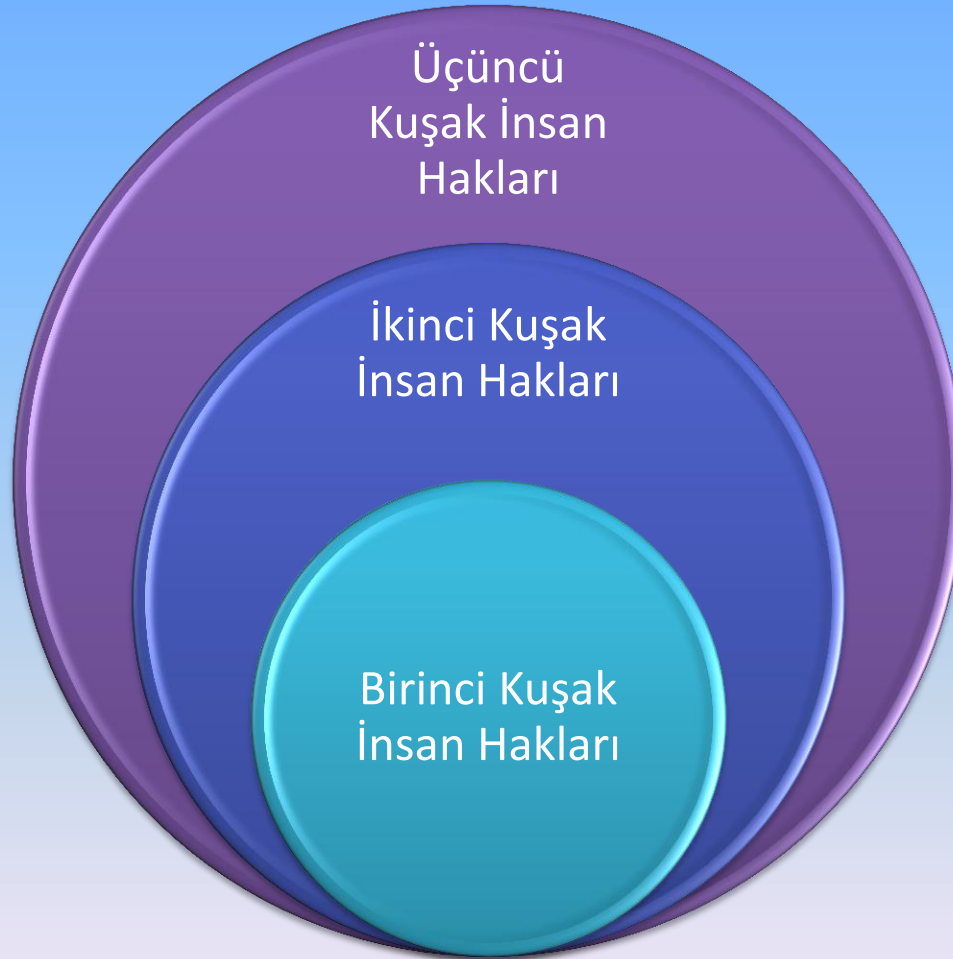 Üçüncü
Kuşak İnsan
Hakları
İkinci Kuşak
İnsan Hakları
Birinci Kuşak
İnsan Hakları